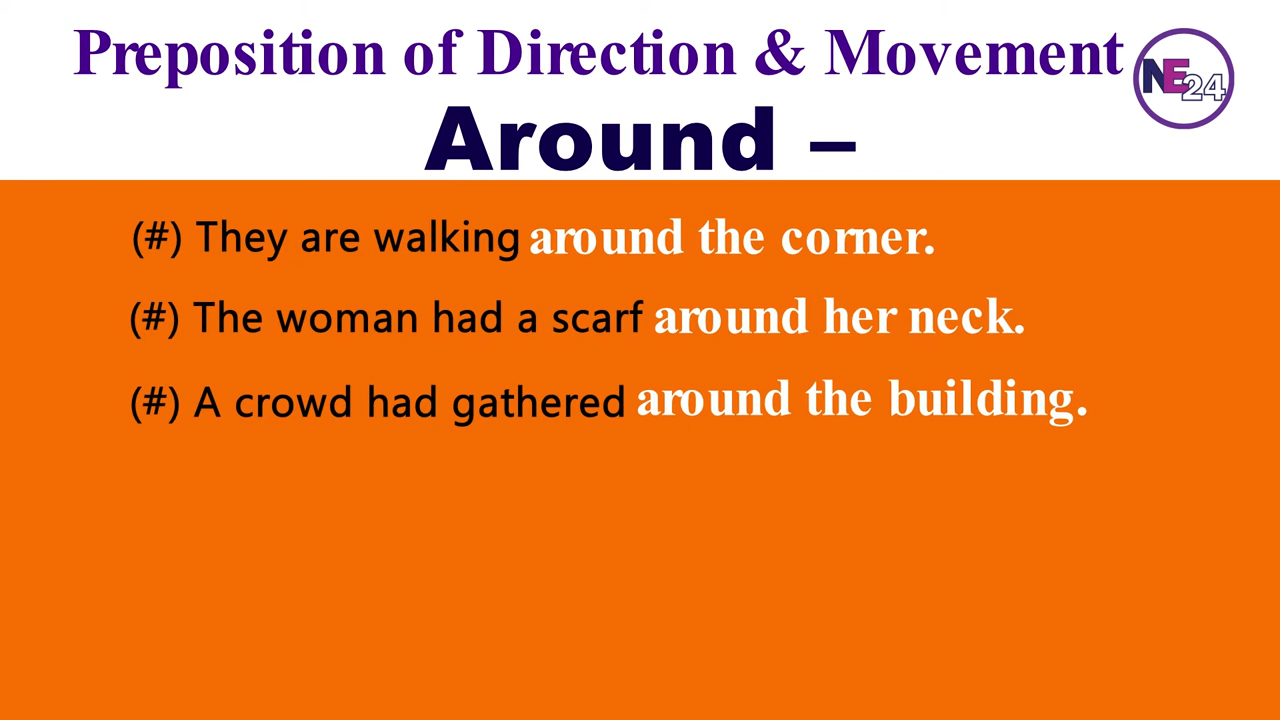 Preposition of Direction & Movement
NE24
Around –
(#) They are walking around the corner.
(#) The woman had a scarf around her neck.
(#) A crowd had gathered around the building.